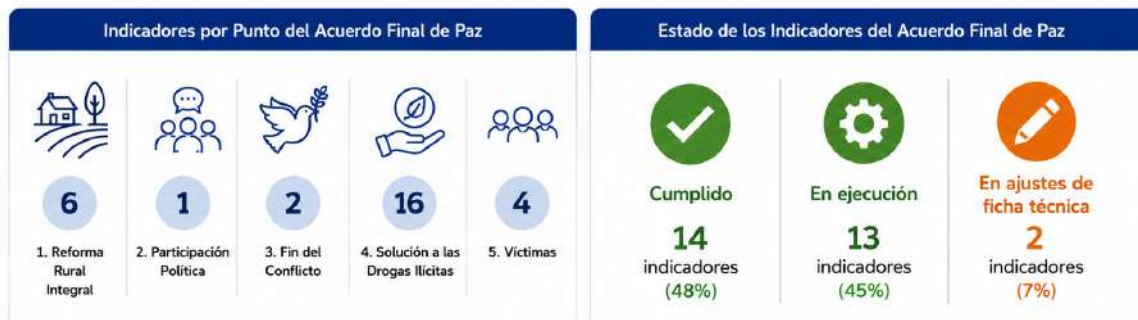 Indicadores por Punto del Acuerdo Final de Paz
6
1. Reforma
Rural
Integral
1
2. Participación
Política
2
3. Fin del
Conflicto
16
4. Solución a las
Drogas Ilícitas
4
5. Víctimas
Estado de los Indicadores del Acuerdo Final de Paz
Cumplido
14
indicadores
(48%)
En ejecución
13
indicadores
(45%)
En ajustes de
ficha técnica
2
indicadores
(7%)